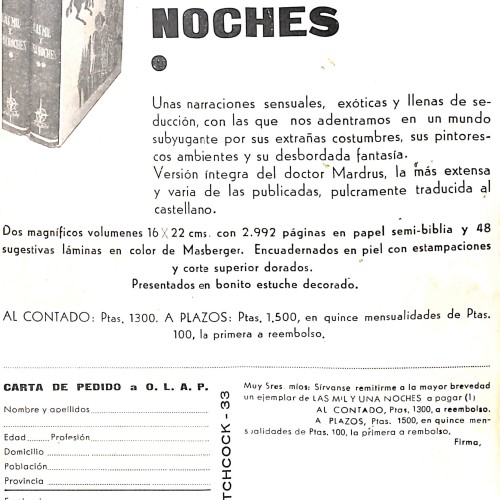 NOCHES
LAS MIL
Y
NOCHES
Unas narraciones sensuales, exóticas y llenas de se-
ducción, con las que nos adentramos en un mundo
subyugante por sus extrañas costumbres, sus pintores-
cos ambientes y su desbordada fantasía.
Versión íntegra del doctor Mardrus, la más extensa
y varia de las publicadas, pulcramente traducida al
castellano.
Dos magníficos volumenes 16 X 22 cms. con 2.992 páginas en papel semi-biblia y 48
sugestivas láminas en color de Masberger. Encuadernados en piel con estampaciones
y corte superior dorados.
Presentados en bonito estuche decorado.
AL CONTADO: Ptas. 1300. A PLAZOS: Ptas. 1,500, en quince mensualidades de Ptas.
100, la primera a reembolso.
CARTA DE PEDIDO a O. L. A. P.
Nombre y apellidos
Edad Profesión
Domicilio
Población
Provincia
TCHCOCK - 33
Muy Sres. míos: Sírvanse remitirme a la mayor brevedad
un ejemplar de LAS MIL Y UNA NOCHES a pagar (1)
AL CONTADO, Ptas. 1300, a reembolso.
A PLAZOS, Ptas. 1500, en quince men-
sualidades de Ptas. 100, la primera a reembolso,
Firma,